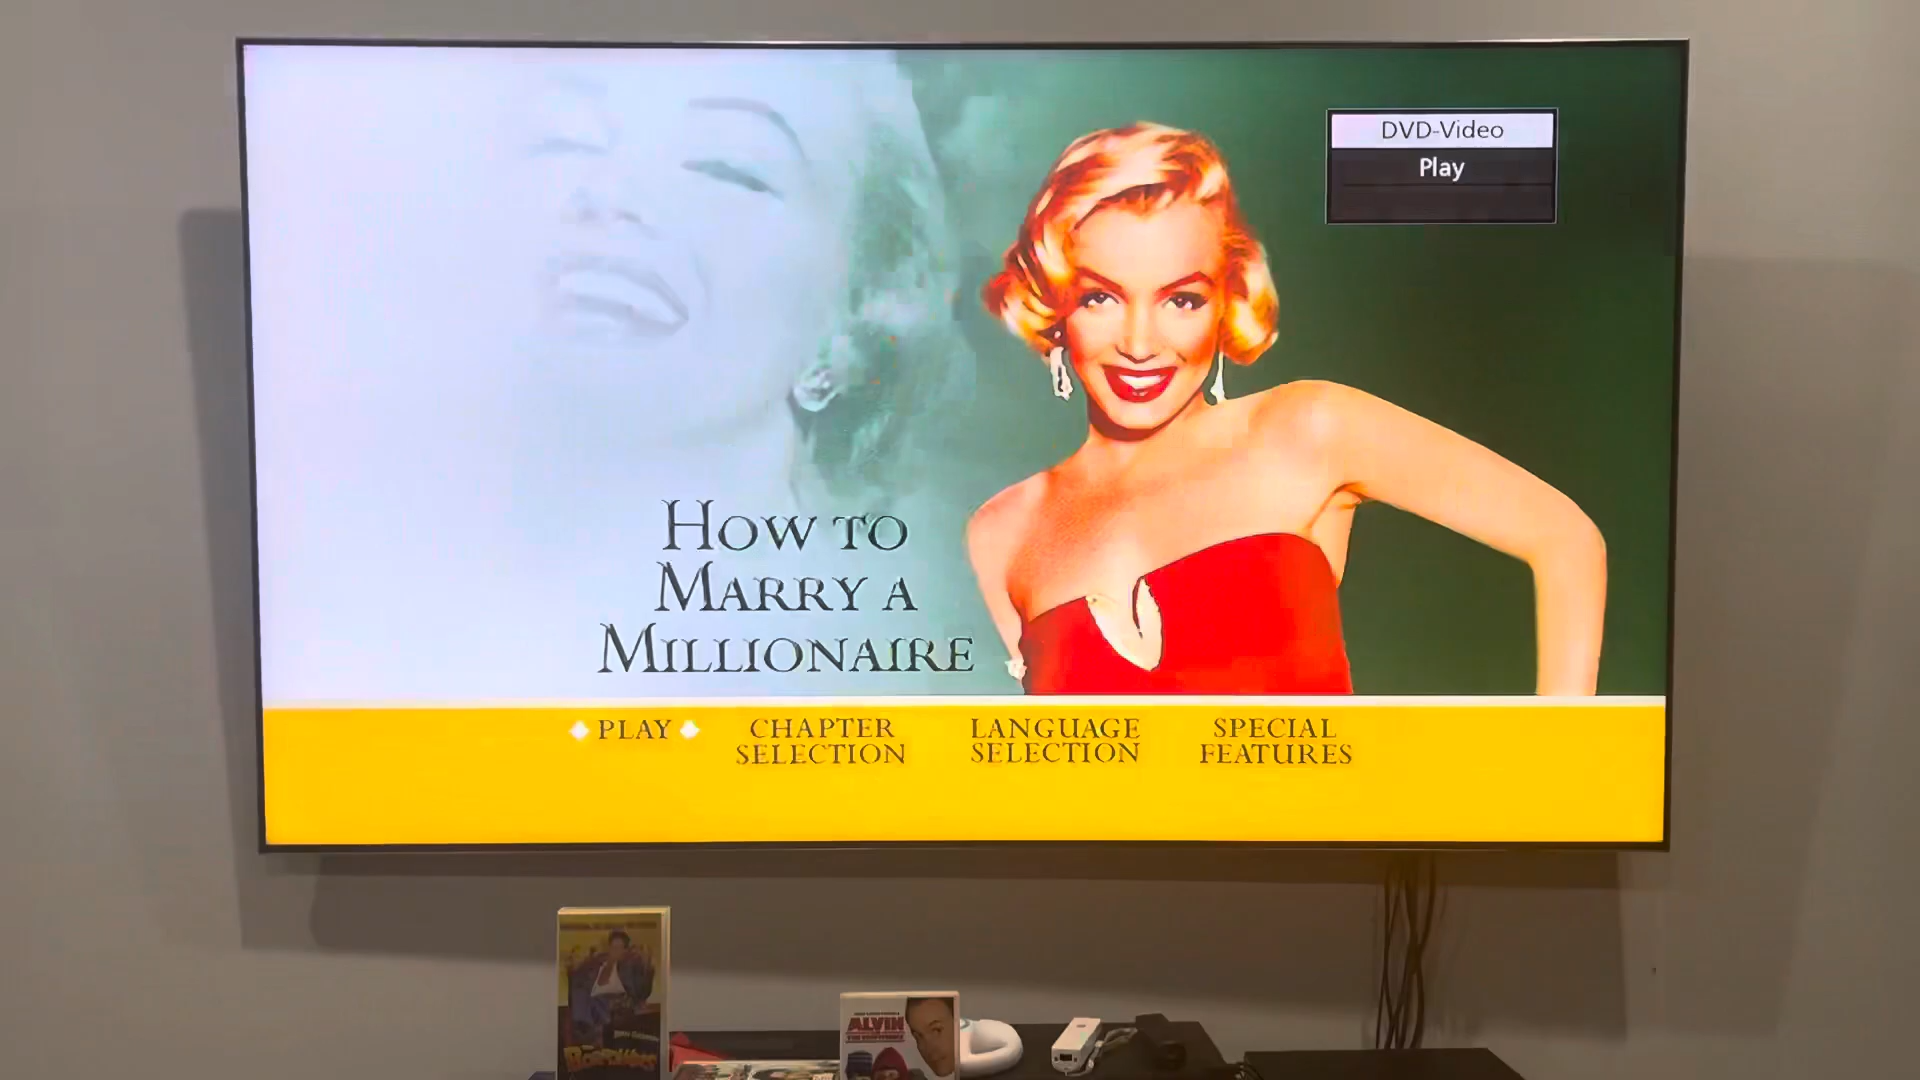 DVD-Video
Play
HOW TO
MARRY A
MILLIONAIRE
PLAY
CHAPTER
SELECTION
LANGUAGE
SELECTION
SPECIAL
FEATURES
ALVIN